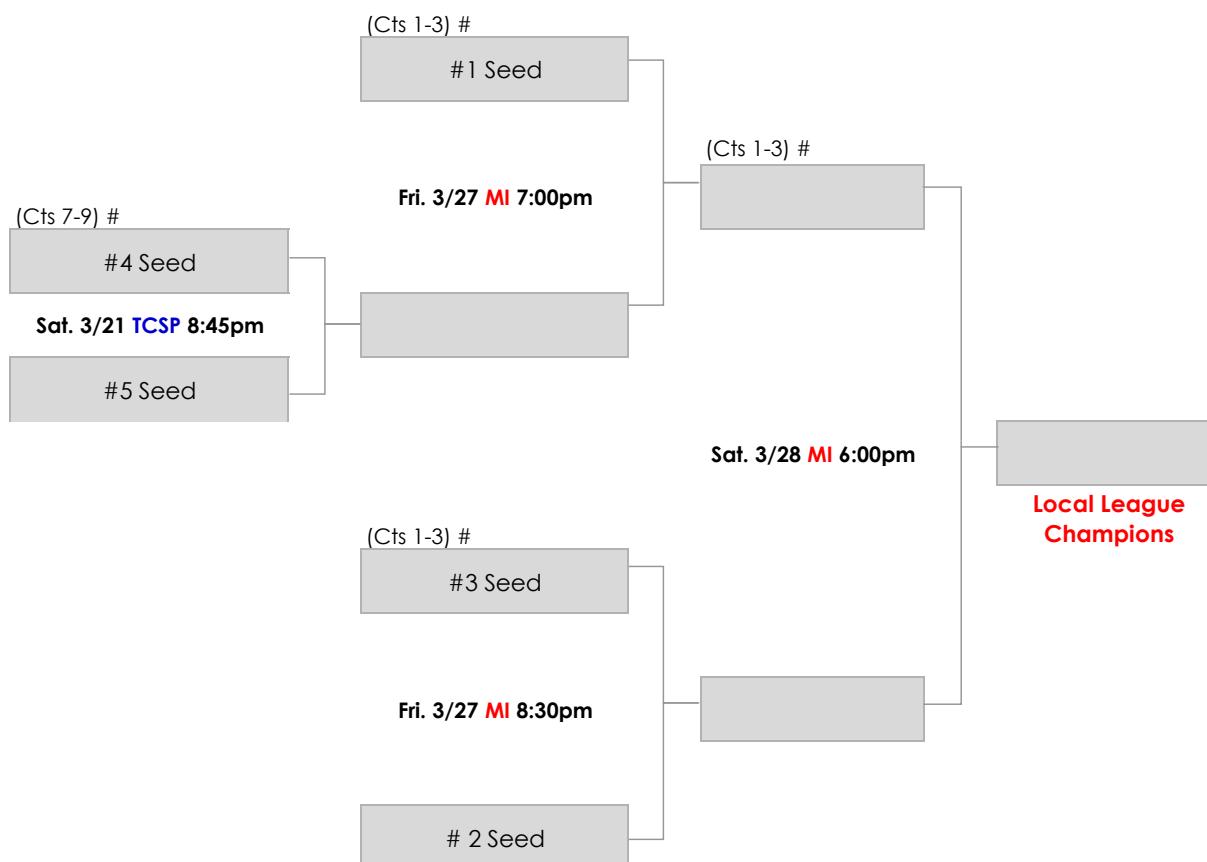 (Cts 1-3) #
#1 Seed
(Cts 1-3) #
Fri. 3/27 MI 7:00pm
(Cts 7-9) #
#4 Seed
Sat. 3/21 TCSP 8:45pm
#5 Seed
Sat. 3/28 MI 6:00pm
Local League
Champions
(Cts 1-3) #
#3 Seed
Fri. 3/27 MI 8:30pm
# 2 Seed